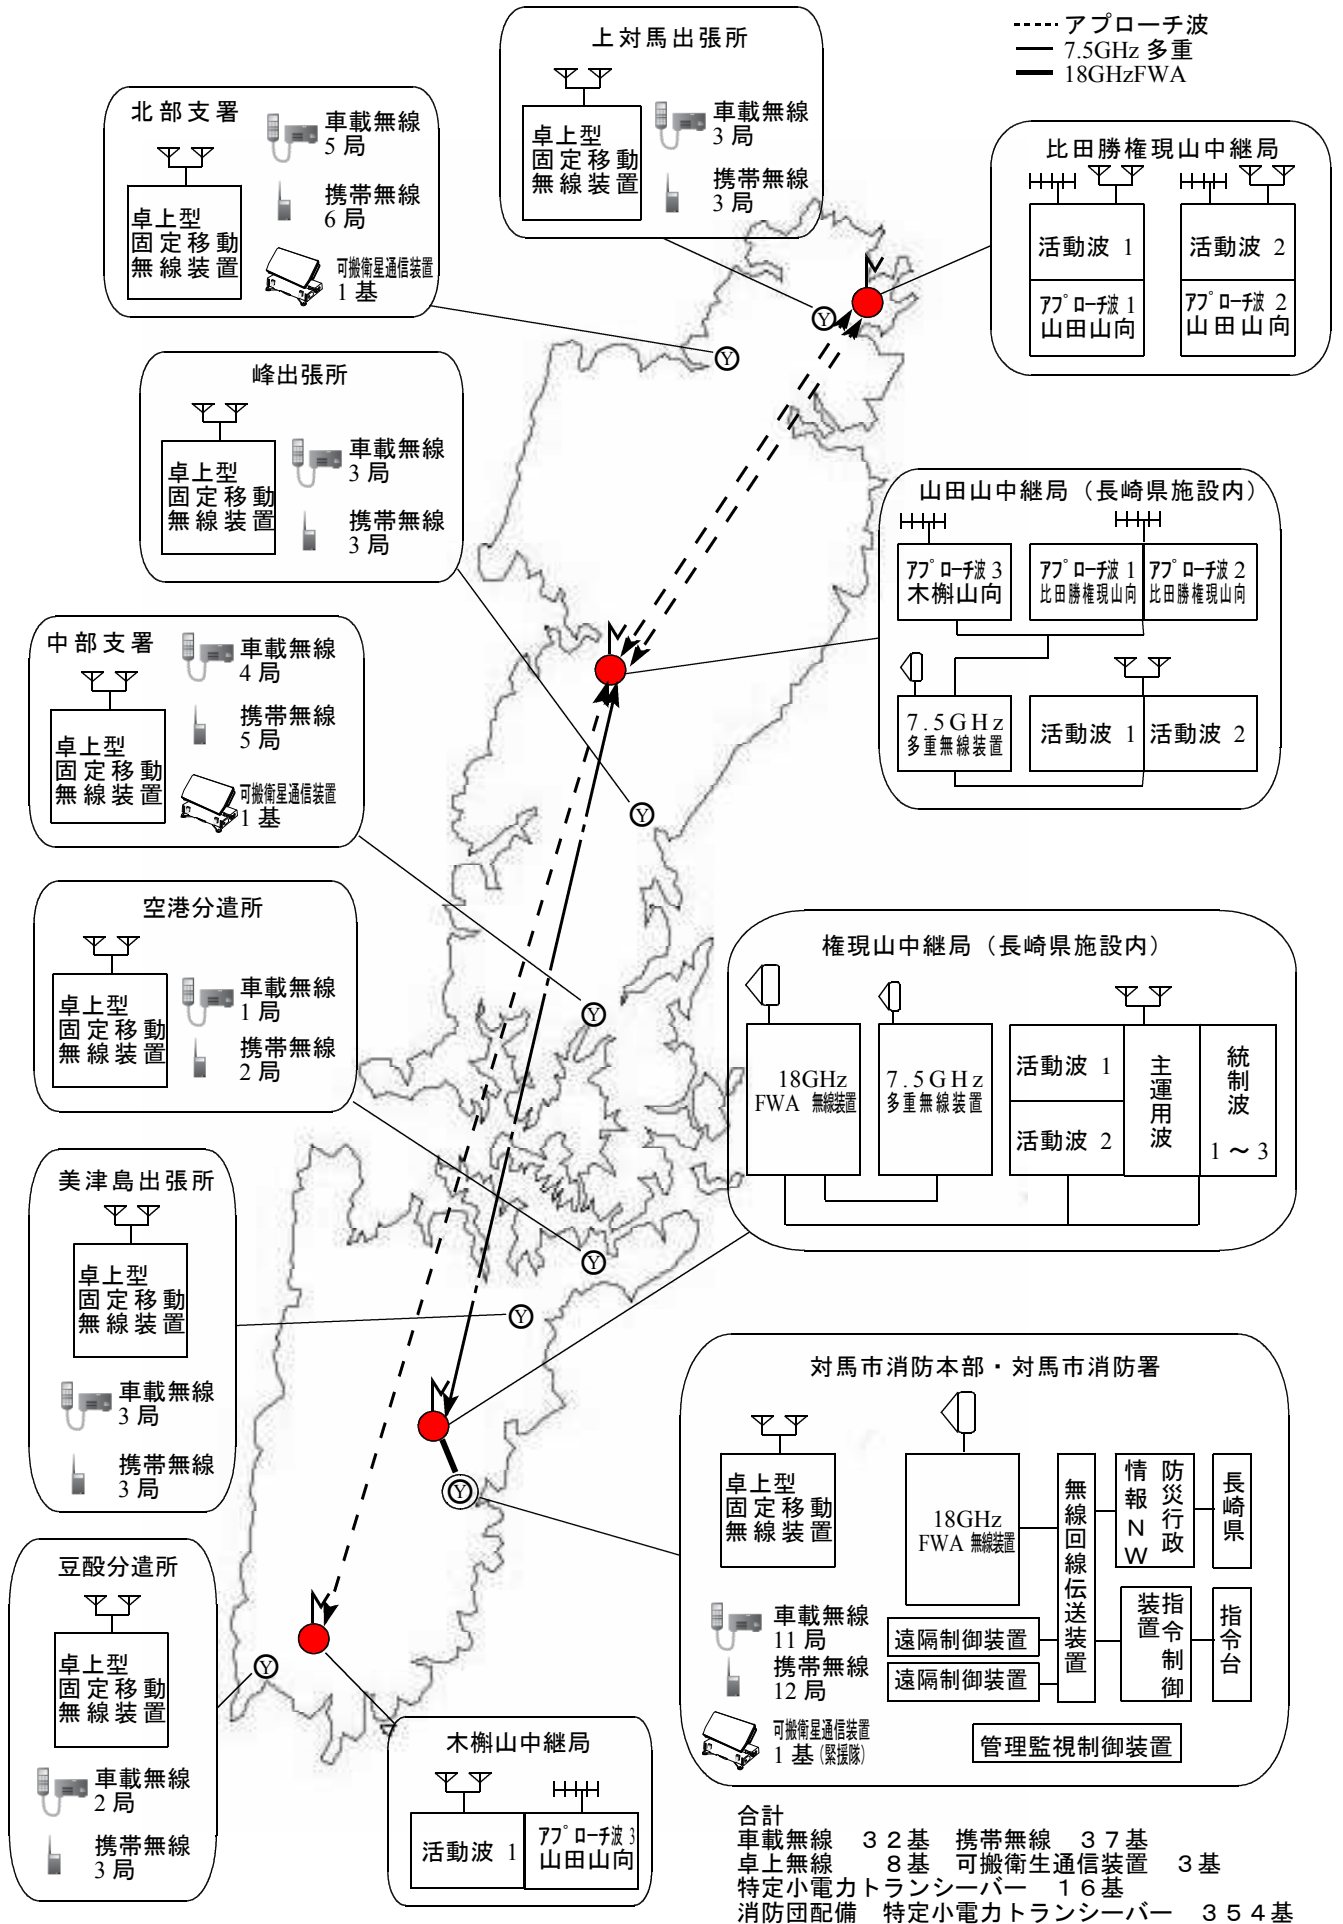 アプローチ波
7.5GHz 多重
18GHzFWA
上対馬出張所
卓上型
固定移動
無線装置
車載無線
3 局
携帯無線
3 局
北部支署
卓上型
固定移動
無線装置
車載無線
5 局
携帯無線
6 局
可搬衛星通信装置
1 基
比田勝権現山中継局
活動波 1
アプローチ波 1
山田山向
活動波 2
アプローチ波 2
山田山向
Y
Y
峰出張所
卓上型
固定移動
無線装置
車載無線
3 局
携帯無線
3 局
山田山中継局（長崎県施設内）
アプローチ波 3
木槲山向
アプローチ波 1
比田勝権現山向
アプローチ波 2
比田勝権現山向
7.5GHz
多重無線装置
活動波 1
活動波 2
中部支署
卓上型
固定移動
無線装置
車載無線
4 局
携帯無線
5 局
可搬衛星通信装置
1 基
Y
空港分遣所
卓上型
固定移動
無線装置
車載無線
1 局
携帯無線
2 局
Y
権現山中継局（長崎県施設内）
18GHz
FWA 無線装置
7.5GHz
多重無線装置
活動波 1
活動波 2
主運用波
統制波
1～3
美津島出張所
卓上型
固定移動
無線装置
車載無線
3 局
携帯無線
3 局
Y
Y
Y
対馬市消防本部・対馬市消防署
卓上型
固定移動
無線装置
18GHz
FWA 無線装置
無線回線伝送装置
防災行政
情報NW
長崎県
遠隔制御装置
遠隔制御装置
指令制御
装置
指令台
車載無線
11 局
携帯無線
12 局
可搬衛星通信装置
1 基 (緊援隊)
管理監視制御装置
豆酘分遣所
卓上型
固定移動
無線装置
車載無線
2 局
携帯無線
3 局
Y
木槲山中継局
活動波 1
アプローチ波 3
山田山向
合計
車載無線　３２基　携帯無線　３７基
卓上無線　　８基　可搬衛生通信装置　３基
特定小電力トランシーバー　１６基
消防団配備　特定小電力トランシーバー　３５４基